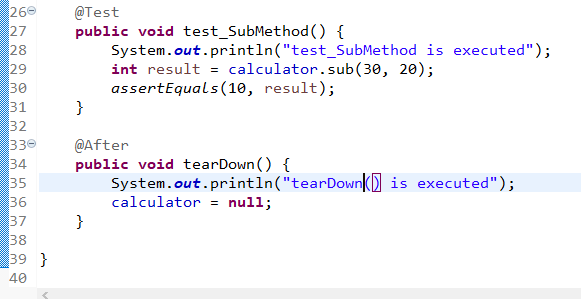 26 @Test
27 public void test_SubMethod() {
28 System.out.println("test_SubMethod is executed");
29 int result = calculator.sub(30, 20);
30 assertEquals(10, result);
31 }
32
33 @After
34 public void tearDown() {
35 System.out.println("tearDown() is executed");
36 calculator = null;
37 }
38
39 }
40